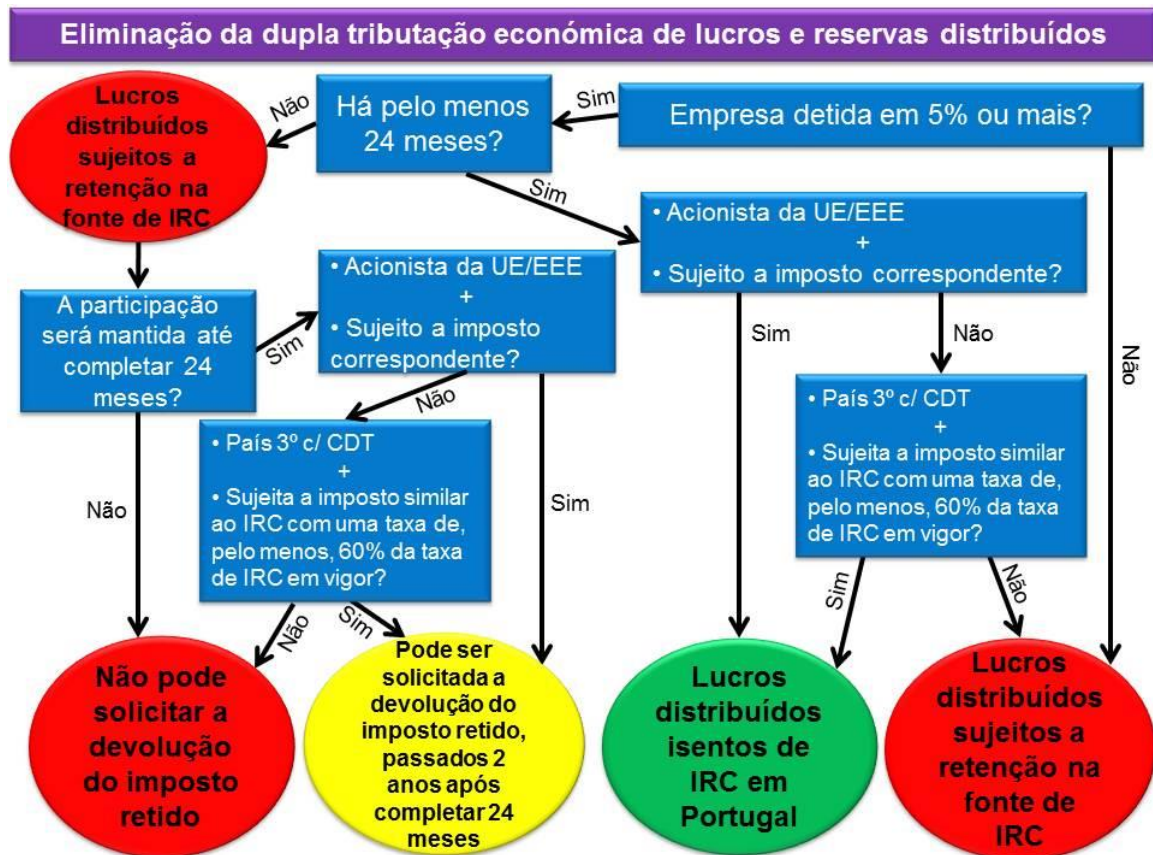 Eliminação da dupla tributação económica de lucros e reservas distribuídos
Empresa detida em 5% ou mais?
Sim
Não
Há pelo menos
24 meses?
Não
Sim
Lucros
distribuídos
sujeitos a
retenção na
fonte de IRC
A participação
será mantida até
completar 24
meses?
Sim
Não
• Acionista da UE/EEE
+
• Sujeito a imposto
correspondente?
Não
Sim
• País 3º c/ CDT
+
• Sujeita a imposto similar
ao IRC com uma taxa de,
pelo menos, 60% da taxa
de IRC em vigor?
Não
Sim
• Acionista da UE/EEE
+
• Sujeito a imposto correspondente?
Sim
Não
• País 3º c/ CDT
+
• Sujeita a imposto similar
ao IRC com uma taxa de,
pelo menos, 60% da taxa
de IRC em vigor?
Sim
Não
Não pode
solicitar a
devolução
do imposto
retido
Pode ser
solicitada a
devolução do
imposto retido,
passados 2
anos após
completar 24
meses
Lucros
distribuídos
isentos de
IRC em
Portugal
Lucros
distribuídos
sujeitos a
retenção na
fonte de
IRC